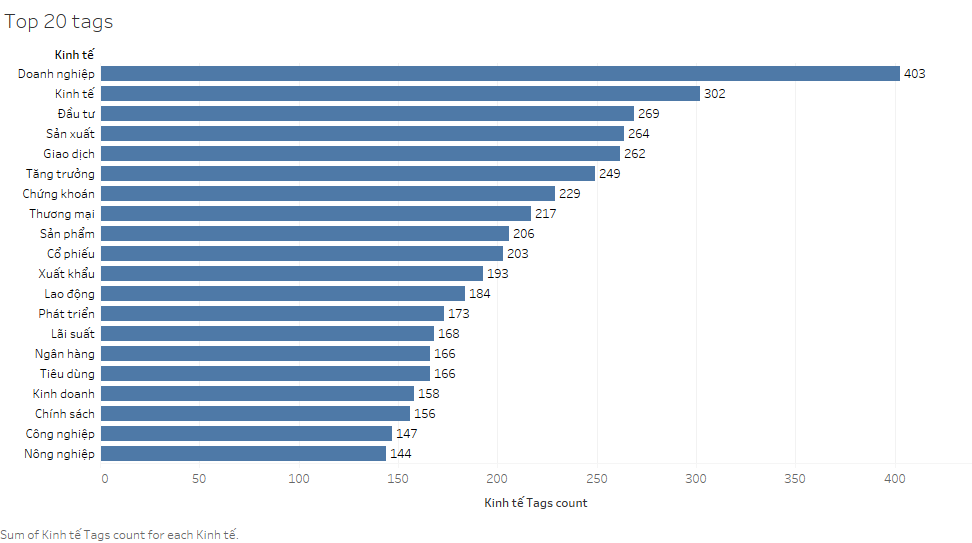 Top 20 tags
Kinh tế
Doanh nghiệp 403
Kinh tế 302
Đầu tư 269
Sản xuất 264
Giao dịch 262
Tăng trưởng 249
Chứng khoán 229
Thương mại 217
Sản phẩm 206
Cổ phiếu 203
Xuất khẩu 193
Lao động 184
Phát triển 173
Lãi suất 168
Ngân hàng 166
Tiêu dùng 166
Kinh doanh 158
Chính sách 156
Công nghiệp 147
Nông nghiệp 144
0 50 100 150 200 250 300 350 400
Kinh tế Tags count
Sum of Kinh tế Tags count for each Kinh tế.